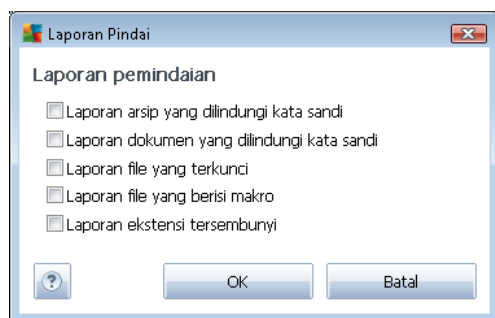 Laporan Pindai
Laporan pemindaian
Laporan arsip yang dilindungi kata sandi
Laporan dokumen yang dilindungi kata sandi
Laporan file yang terkunci
Laporan file yang berisi makro
Laporan ekstensi tersembunyi
?
OK
Batal